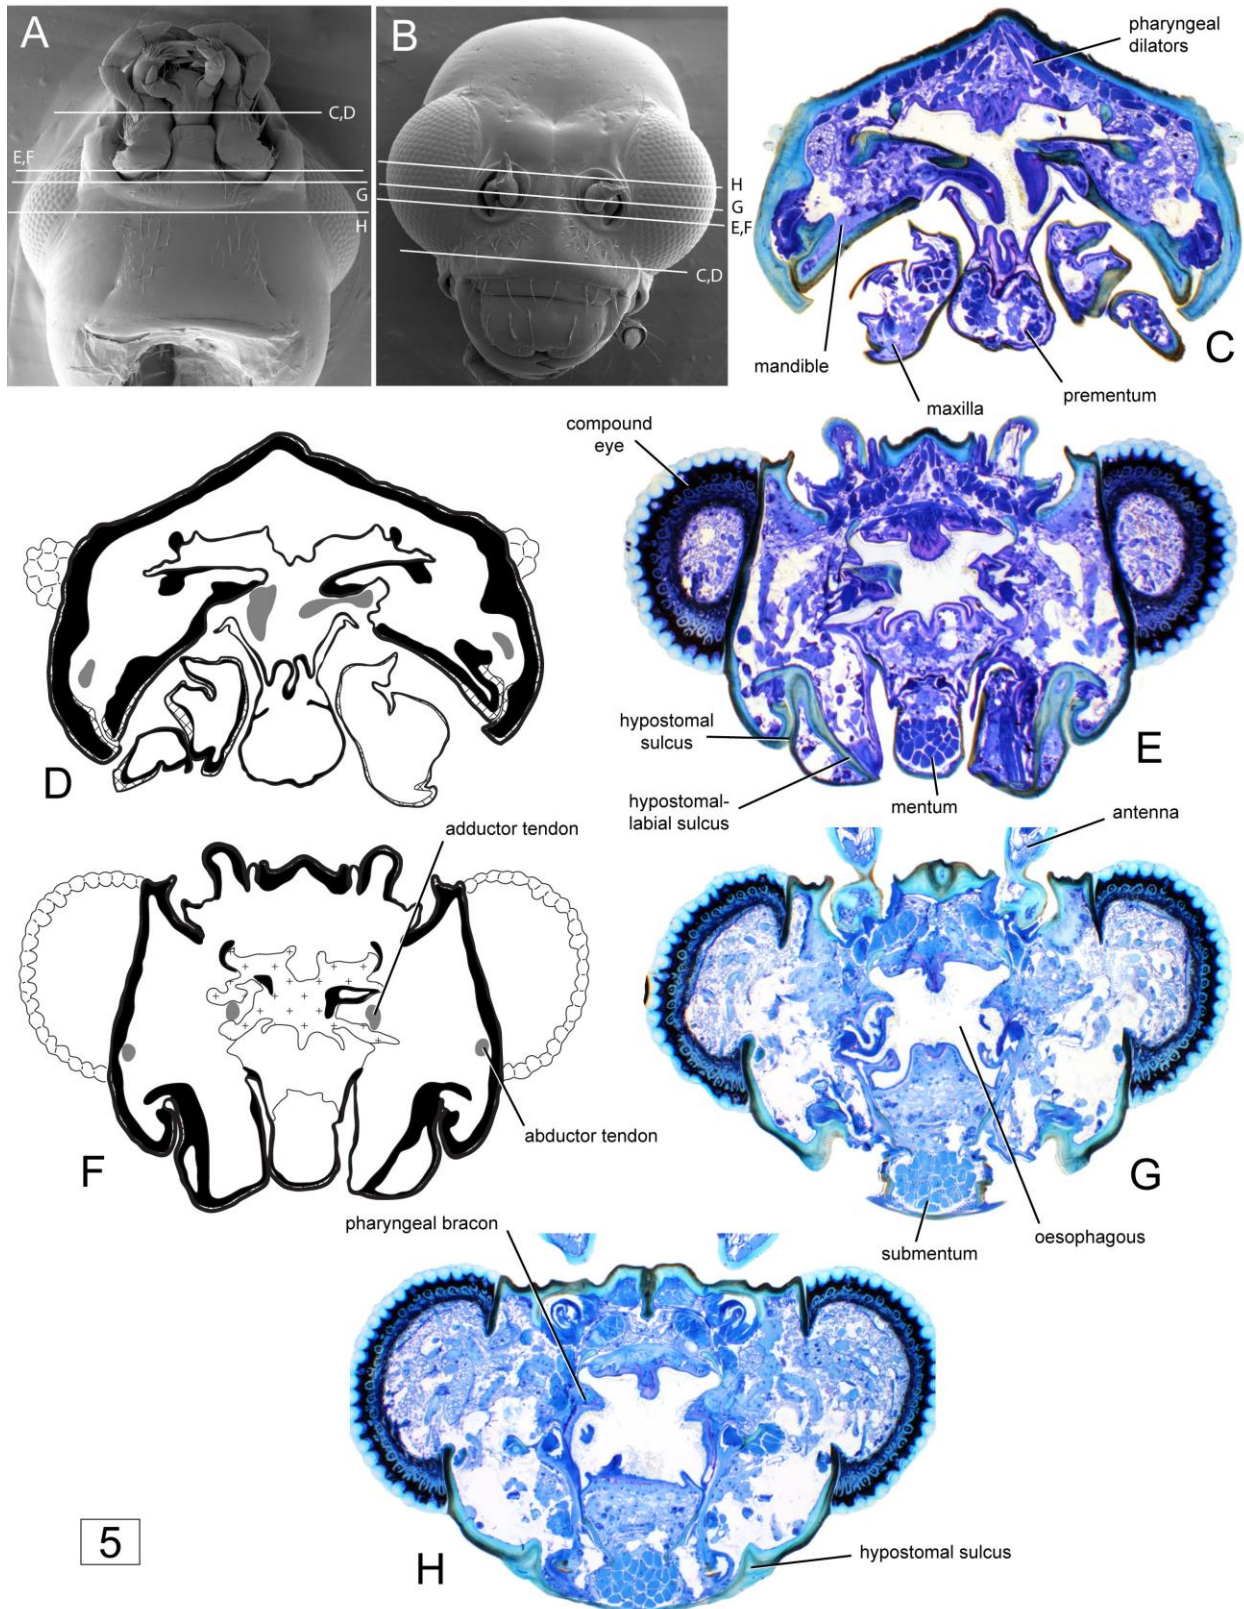 A
C,D
E,F
G
H
B
H
G
E,F
C,D
pharyngeal
dilators
mandible
maxilla
prementum
C
D
compound
eye
hypostomal
sulcus
hypostomal-
labial sulcus
mentum
E
adductor tendon
abductor tendon
F
antenna
submentum
oesophagous
G
pharyngeal bracon
hypostomal sulcus
H
5